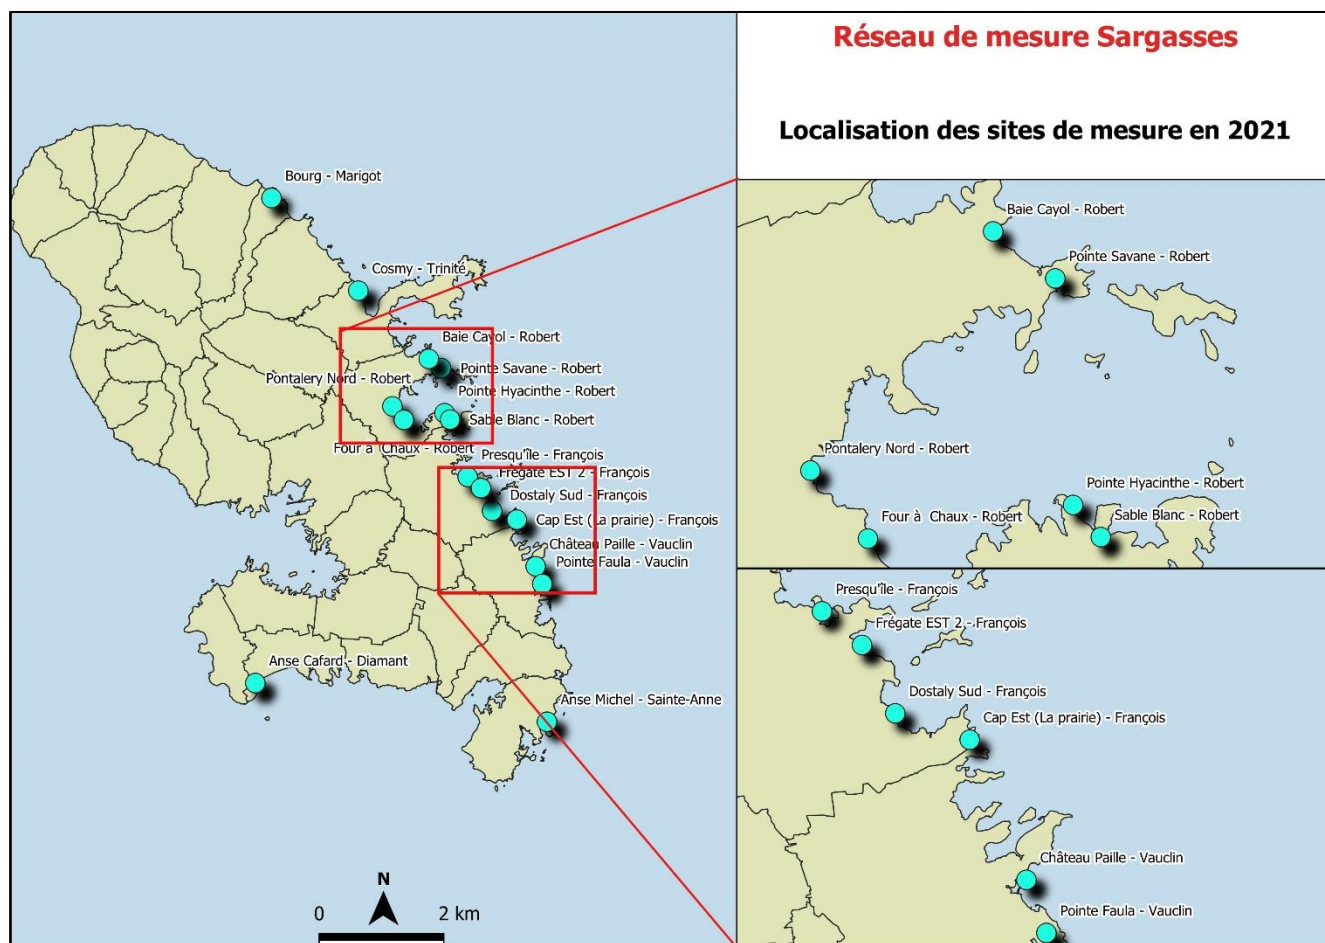 Réseau de mesure Sargasses
Localisation des sites de mesure en 2021
Bourg - Marigot
Cosmy - Trinité
Baie Cayol - Robert
Pointe Savane - Robert
Pontalery Nord - Robert
Pointe Hyacinthe - Robert
Sable Blanc - Robert
Four à Chaux - Robert
Presqu'île - François
Frégate EST 2 - François
Dostaly Sud - François
Cap Est (La prairie) - François
Château Paille - Vauclin
Pointe Faula - Vauclin
Anse Cafard - Diamant
Anse Michel - Sainte-Anne
N
0 2 km
Baie Cayol - Robert
Pointe Savane - Robert
Pontalery Nord - Robert
Pointe Hyacinthe - Robert
Four à Chaux - Robert
Sable Blanc - Robert
Presqu'île - François
Frégate EST 2 - François
Dostaly Sud - François
Cap Est (La prairie) - François
Château Paille - Vauclin
Pointe Faula - Vauclin